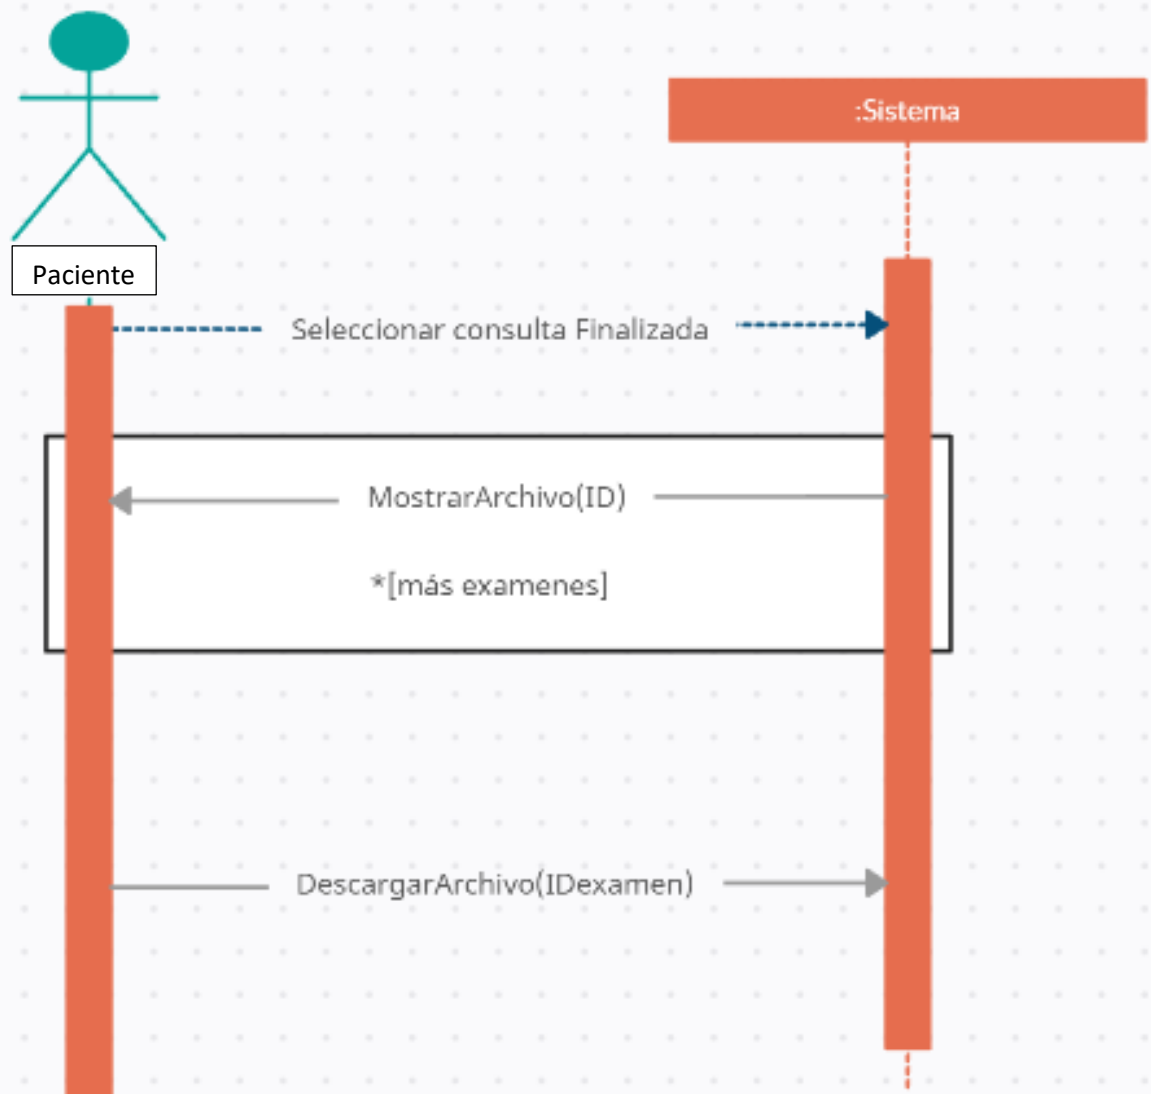 :Sistema
Paciente
Seleccionar consulta Finalizada
MostrarArchivo(ID)
*[más examenes]
DescargarArchivo(IDexamen)